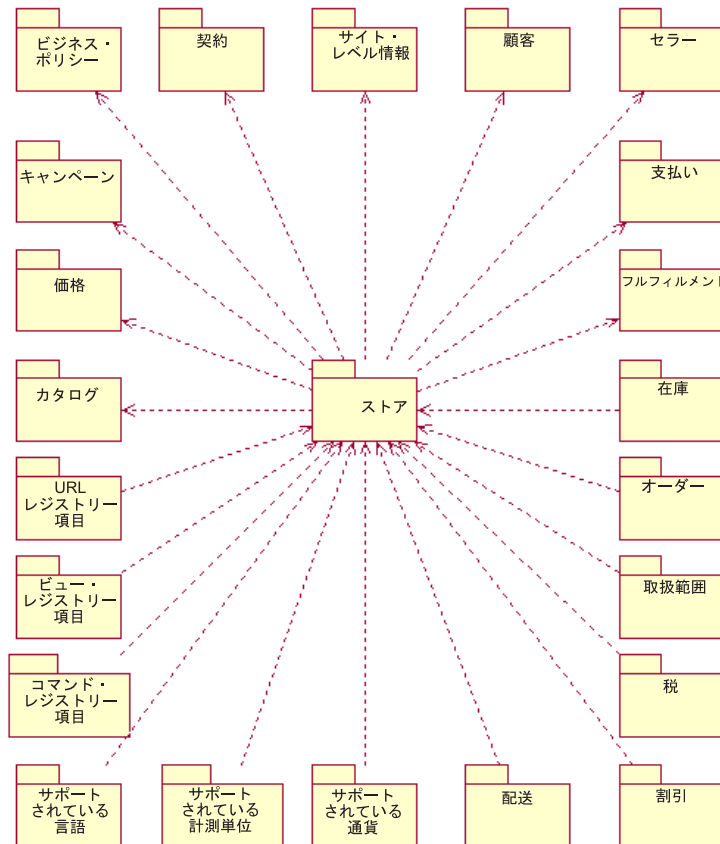 ビジネス・
ポリシー
契約
サイト・
レベル情報
顧客
セラー
キャンペーン
支払い
価格
フルフィルメント
カタログ
ストア
在庫
URL
レジストリー
項目
オーダー
ビュー・
レジストリー
項目
取扱範囲
コマンド・
レジストリー
項目
税
サポート
されている
言語
サポート
されている
計測単位
サポート
されている
通貨
配送
割引